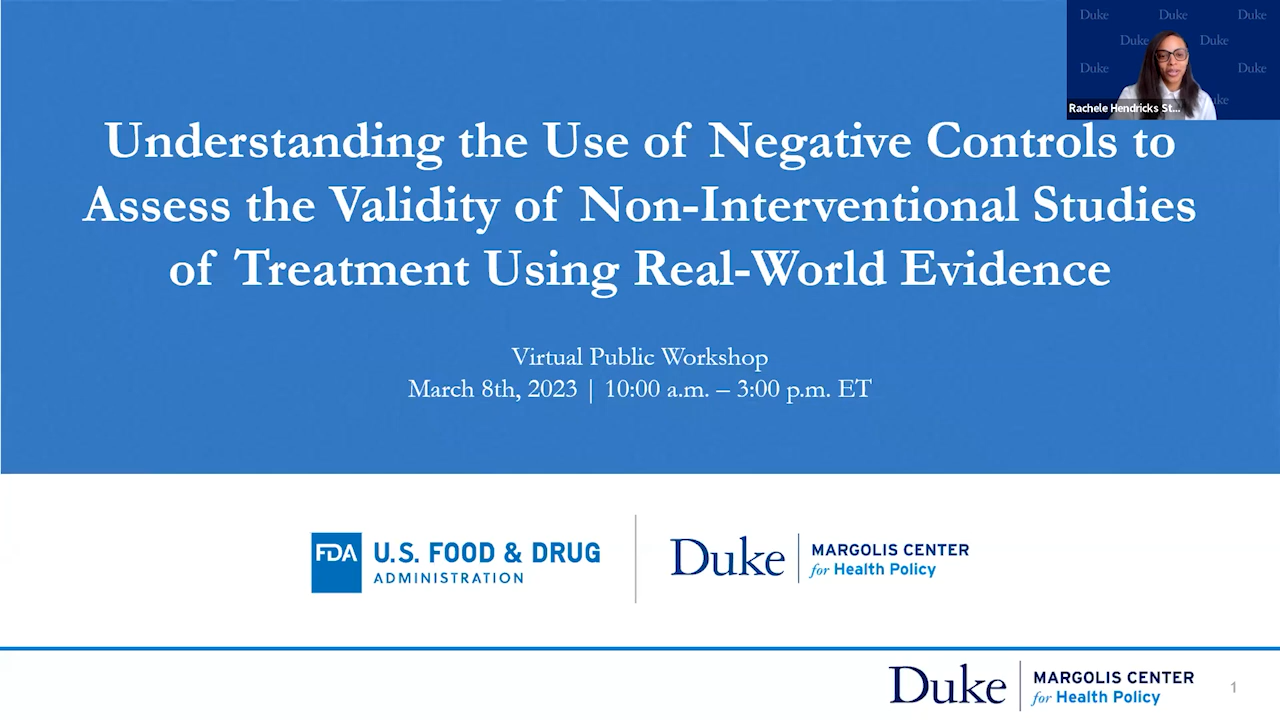 Duke Duke Duke
Duke Duke
Duke Duke
uke
Rachele Hendricks St...
Understanding the Use of Negative Controls to
Assess the Validity of Non-Interventional Studies
of Treatment Using Real-World Evidence
Virtual Public Workshop
March 8th, 2023 | 10:00 a.m. – 3:00 p.m. ET
FDA U.S. FOOD & DRUG
ADMINISTRATION
Duke MARGOLIS CENTER
for Health Policy
Duke MARGOLIS CENTER
for Health Policy
1